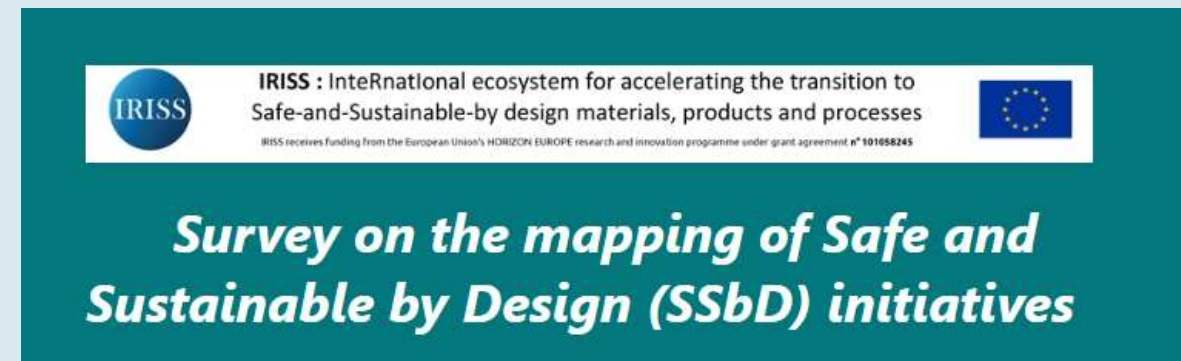 IRISS
IRISS : InteRnatIonal ecosystem for accelerating the transition to
Safe-and-Sustainable-by design materials, products and processes
IRISS receives funding from the European Union's HORIZON EUROPE research and innovation programme under grant agreement n° 101058245
Survey on the mapping of Safe and
Sustainable by Design (SSbD) initiatives